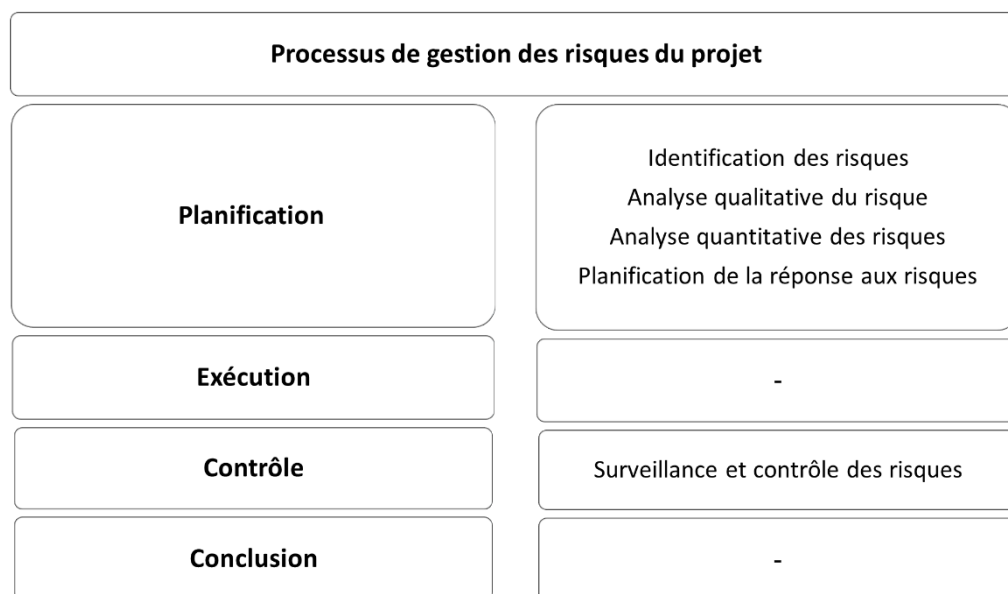 Processus de gestion des risques du projet
Planification
Identification des risques
Analyse qualitative du risque
Analyse quantitative des risques
Planification de la réponse aux risques
Exécution
-
Contrôle
Surveillance et contrôle des risques
Conclusion
-